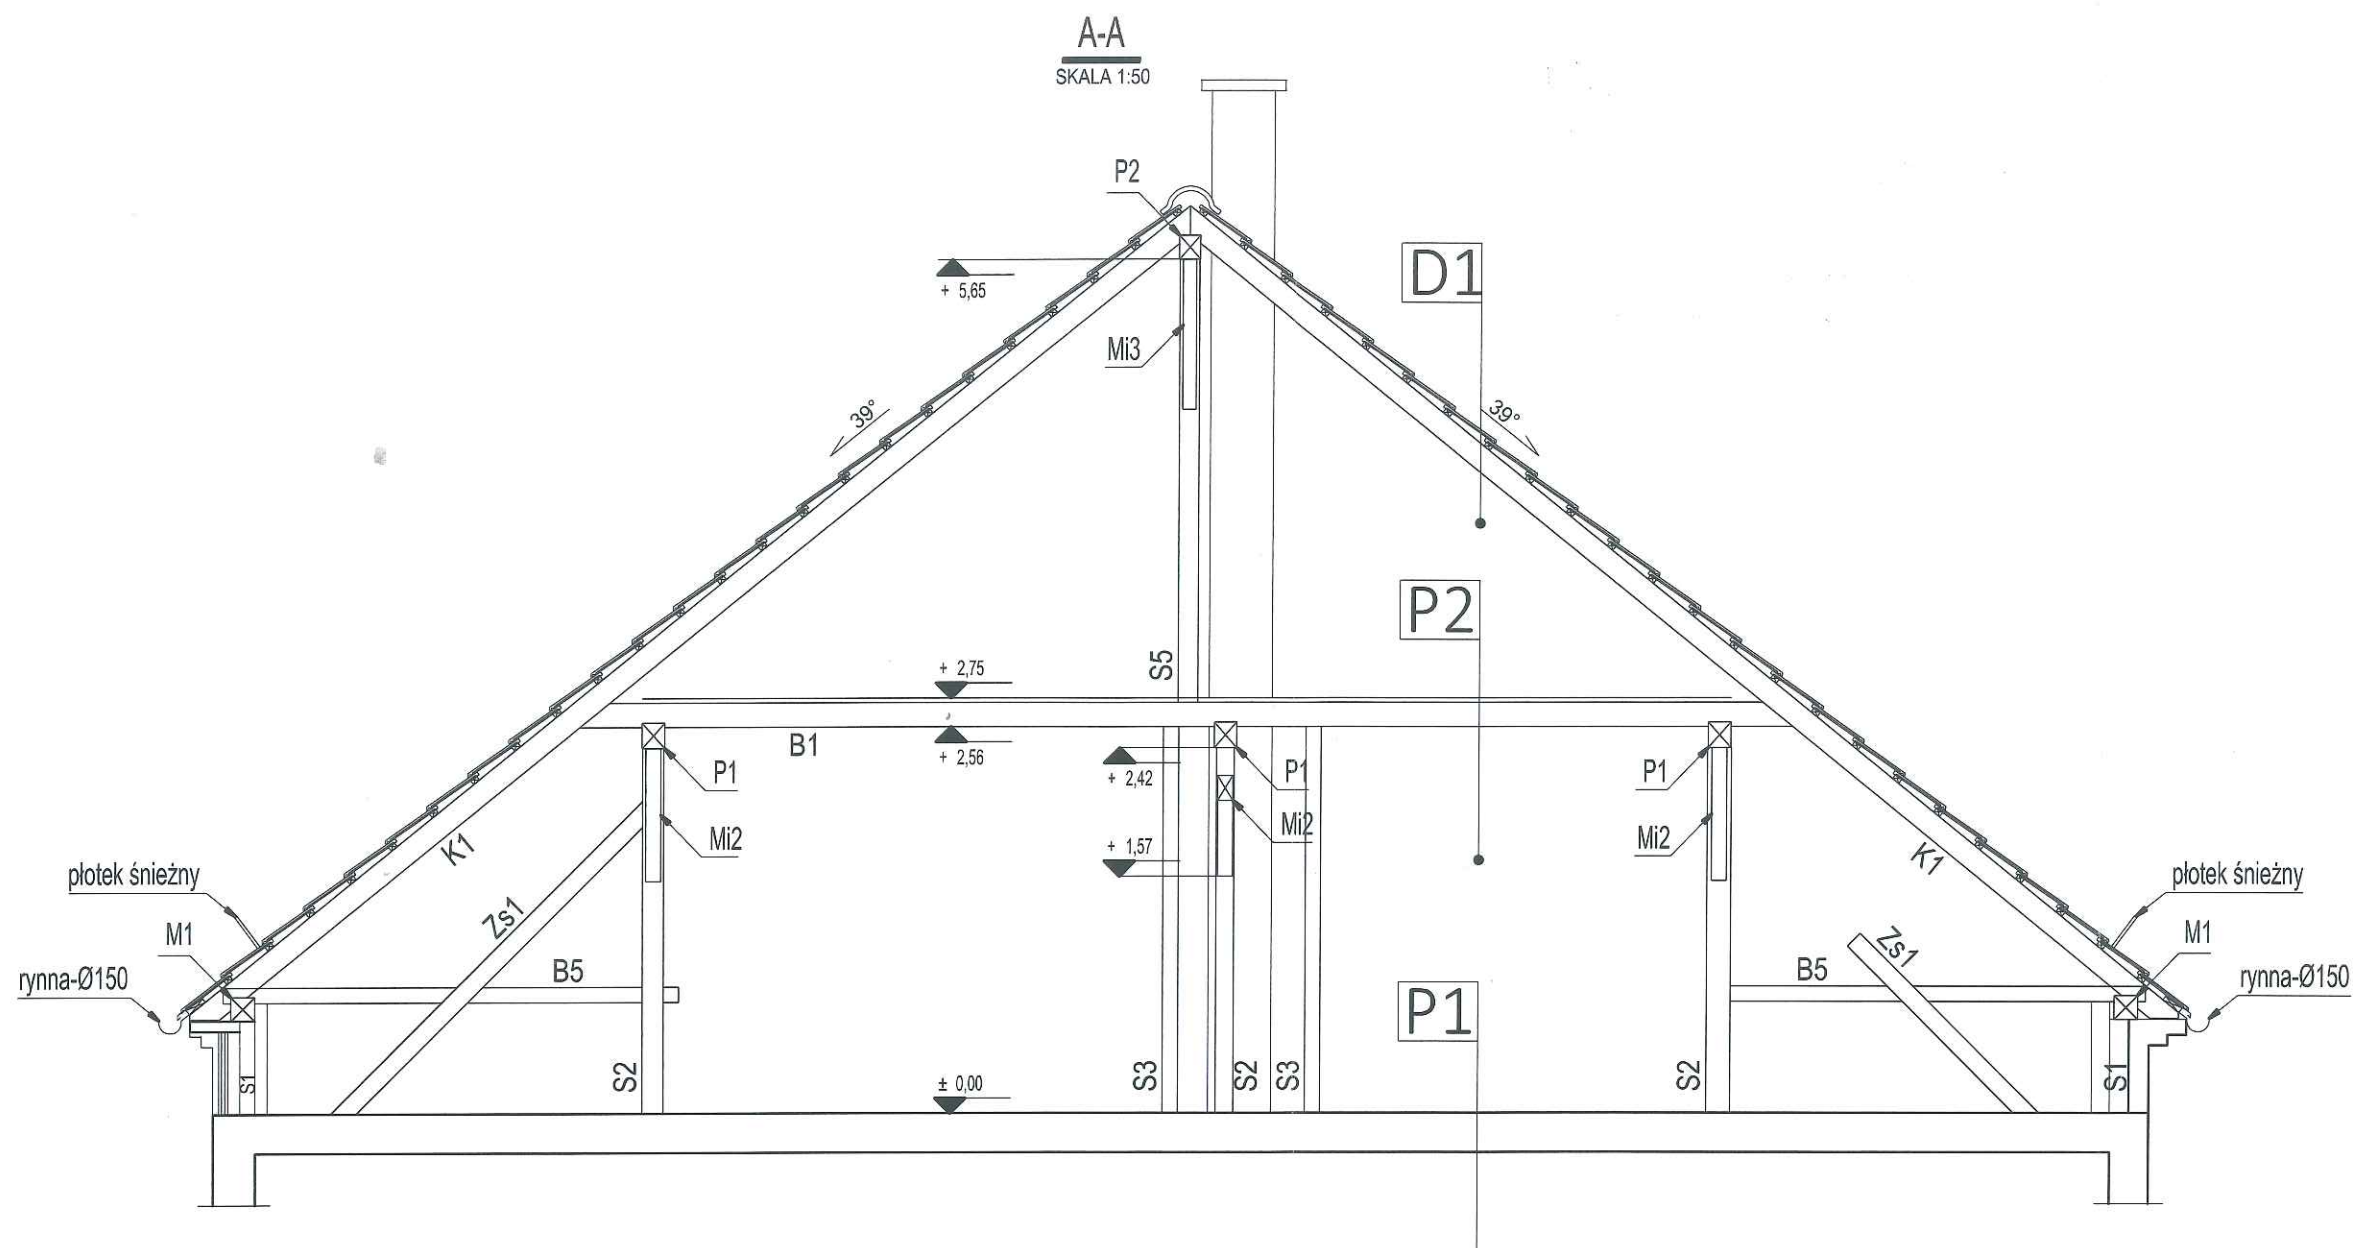 A-A
SKALA 1:50
P2
+ 5,65
D1
Mi3
39°
39°
P2
S5
+ 2,75
B1
+ 2,56
P1
+ 2,42
P1
P1
Mi2
Mi2
Mi2
+ 1,57
K1
K1
płotek śnieżny
płotek śnieżny
Zs1
Zs1
M1
M1
rynna-Ø150
B5
B5
rynna-Ø150
P1
S1
S2
± 0,00
S3
S2
S3
S2
S1